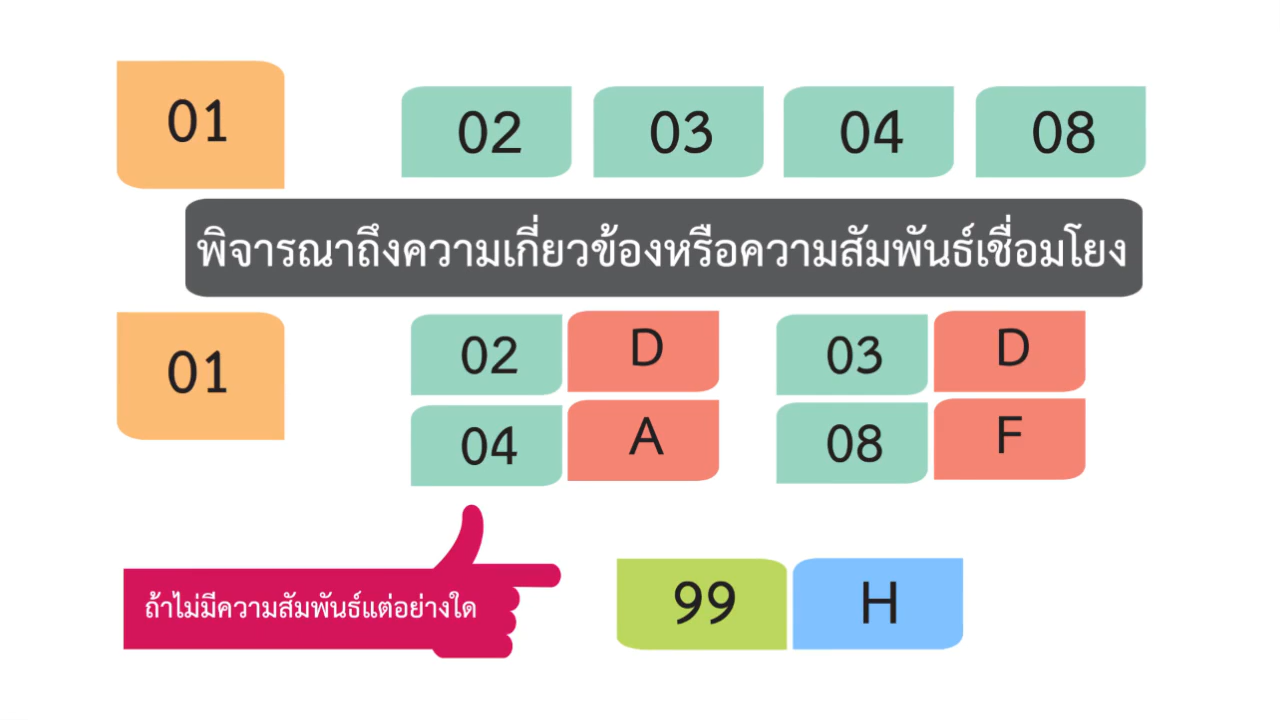 01 02 03 04 08
พิจารณาถึงความเกี่ยวข้องหรือความสัมพันธ์เชื่อมโยง
01 02 D 03 D
04 A 08 F
ถ้าไม่มีความสัมพันธ์แต่อย่างใด 99 H